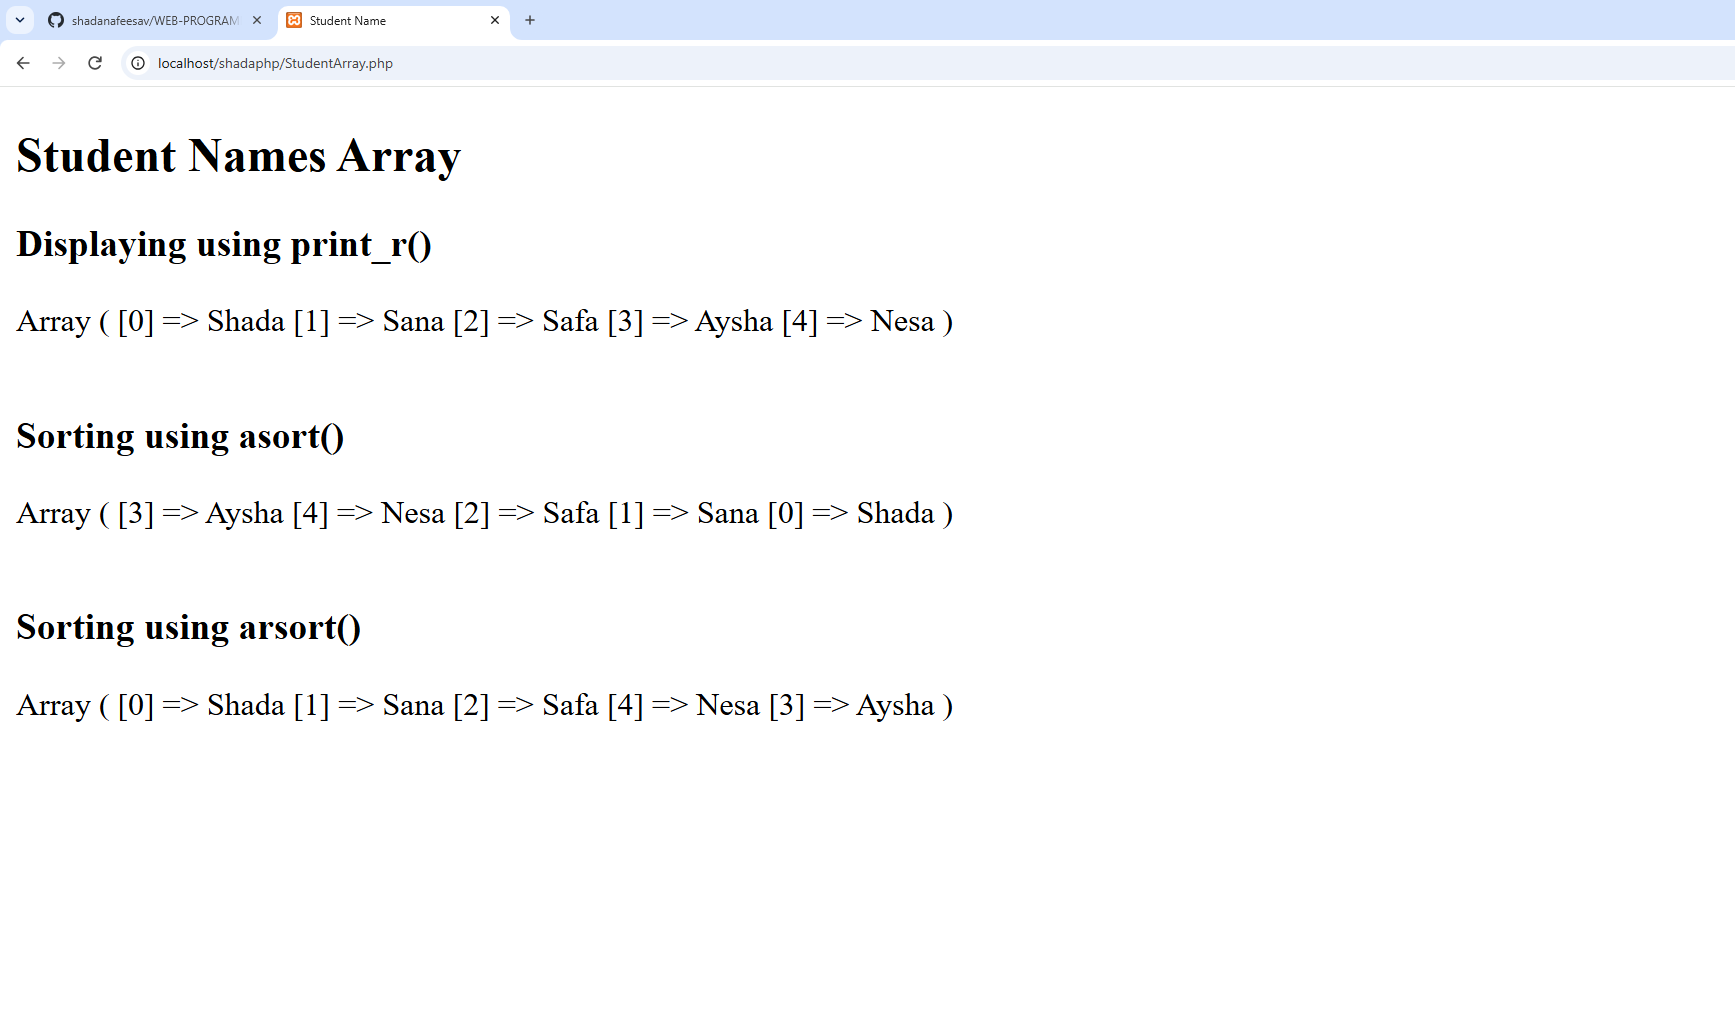 shadanafeesav/WEB-PROGRAM
Student Name
localhost/shadaphp/StudentArray.php
Student Names Array
Displaying using print_r()
Array ( [0] => Shada [1] => Sana [2] => Safa [3] => Aysha [4] => Nesa )
Sorting using asort()
Array ( [3] => Aysha [4] => Nesa [2] => Safa [1] => Sana [0] => Shada )
Sorting using arsort()
Array ( [0] => Shada [1] => Sana [2] => Safa [4] => Nesa [3] => Aysha )